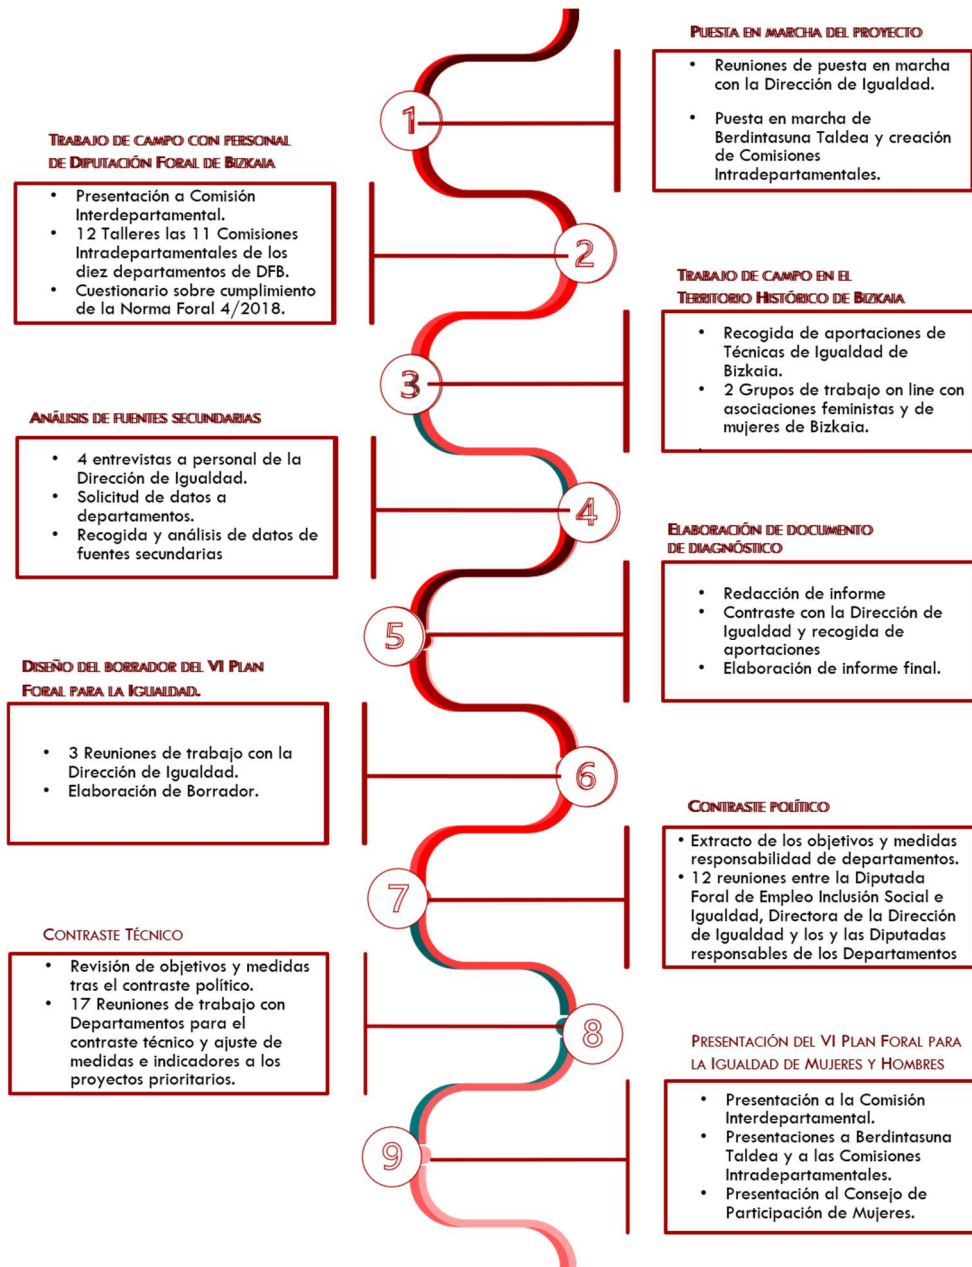 PUESTA EN MARCHA DEL PROYECTO
• Reuniones de puesta en marcha
con la Dirección de Igualdad.
• Puesta en marcha de
Berdintasuna Taldea y creación
de Comisiones
Intradepartamentales.
1
TRABAJO DE CAMPO CON PERSONAL
DE DIPUTACIÓN FORAL DE BIZKAIA
• Presentación a Comisión
Interdepartamental.
• 12 Talleres las 11 Comisiones
Intradepartamentales de los
diez departamentos de DFB.
• Cuestionario sobre cumplimiento
de la Norma Foral 4/2018.
2
TRABAJO DE CAMPO EN EL
TERRITORIO HISTÓRICO DE BIZKAIA
• Recogida de aportaciones de
Técnicas de Igualdad de
Bizkaia.
• 2 Grupos de trabajo on line con
asociaciones feministas y de
mujeres de Bizkaia.
3
ANÁLISIS DE FUENTES SECUNDARIAS
• 4 entrevistas a personal de la
Dirección de Igualdad.
• Solicitud de datos a
departamentos.
• Recogida y análisis de datos de
fuentes secundarias
4
ELABORACIÓN DE DOCUMENTO
DE DIAGNÓSTICO
• Redacción de informe
• Contraste con la Dirección de
Igualdad y recogida de
aportaciones
• Elaboración de informe final.
5
DISEÑO DEL BORRADOR DEL VI PLAN
FORAL PARA LA IGUALDAD.
• 3 Reuniones de trabajo con la
Dirección de Igualdad.
• Elaboración de Borrador.
6
CONTRASTE POLÍTICO
• Extracto de los objetivos y medidas
responsabilidad de departamentos.
• 12 reuniones entre la Diputada
Foral de Empleo Inclusión Social e
Igualdad, Directora de la Dirección
de Igualdad y los y las Diputadas
responsables de los Departamentos
7
CONTRASTE TÉCNICO
• Revisión de objetivos y medidas
tras el contraste político.
• 17 Reuniones de trabajo con
Departamentos para el
contraste técnico y ajuste de
medidas e indicadores a los
proyectos prioritarios.
8
PRESENTACIÓN DEL VI PLAN FORAL PARA
LA IGUALDAD DE MUJERES Y HOMBRES
• Presentación a la Comisión
Interdepartamental.
• Presentaciones a Berdintasuna
Taldea y a las Comisiones
Intradepartamentales.
• Presentación al Consejo de
Participación de Mujeres.
9